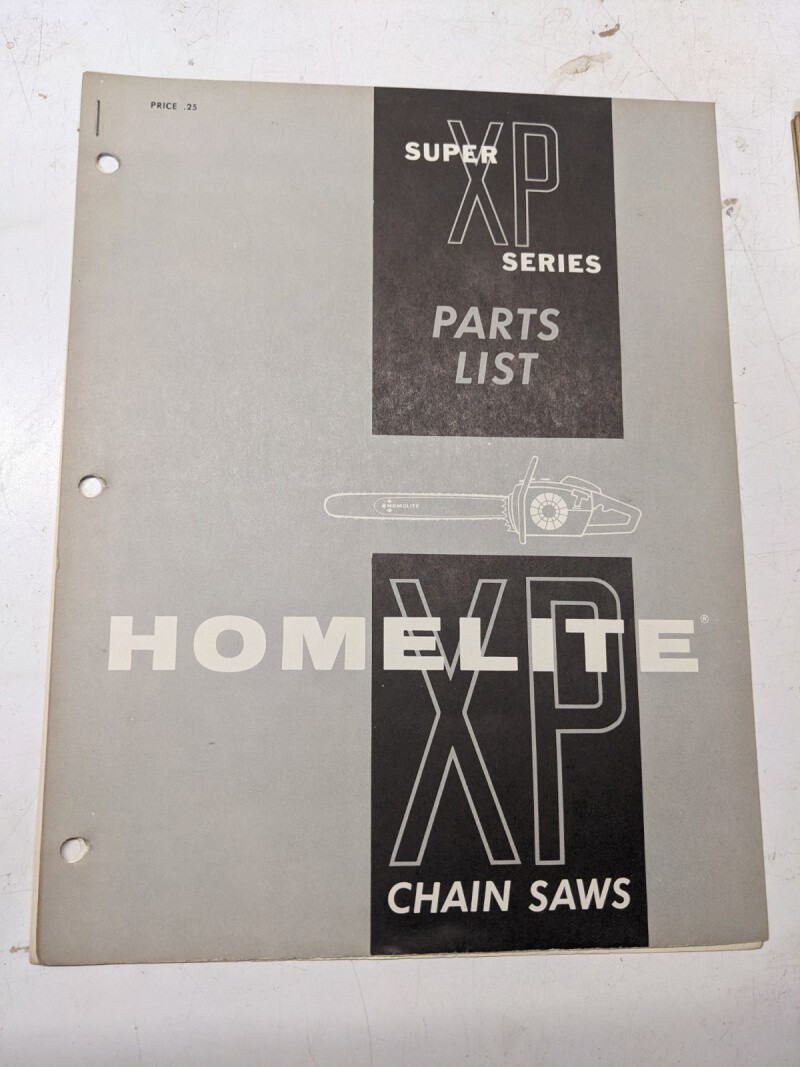 PRICE .25
SUPER XP
SERIES
PARTS
LIST
HOMELITE
HOMELITE®
XP
CHAIN SAWS